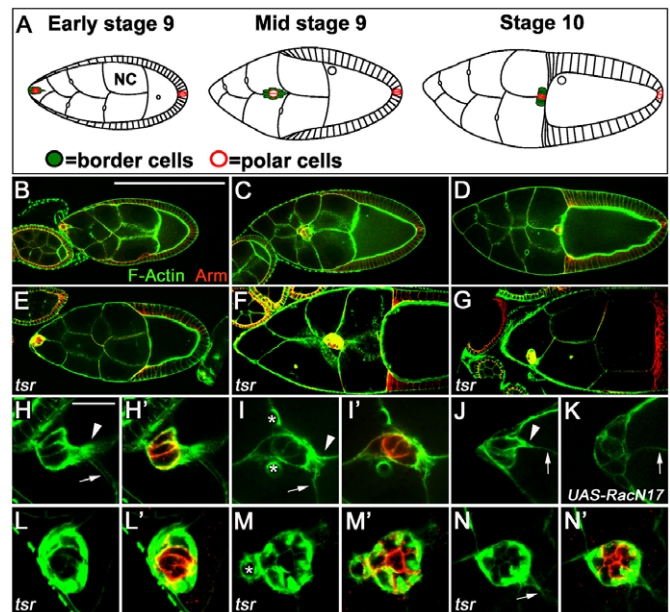 A Early stage 9 Mid stage 9 Stage 10
NC
=border cells =polar cells
B C D
F-Actin Arm
E F G
tsr tsr tsr
H H' I I' J K
* *
UAS-RacN17
L L' M M' N N'
*
tsr tsr tsr